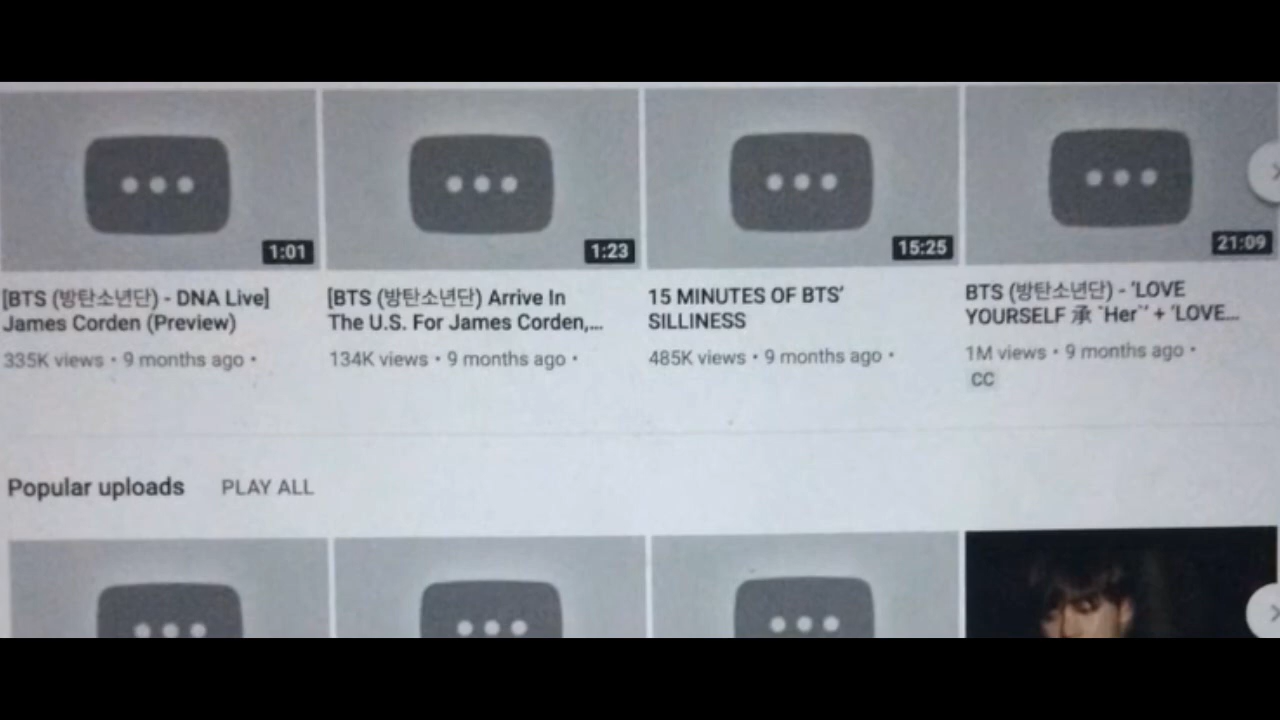 1:01
1:23
15:25
21:09
[BTS (방탄소년단) - DNA Live]
James Corden (Preview)
335K views • 9 months ago •
[BTS (방탄소년단) Arrive In
The U.S. For James Corden,...
134K views • 9 months ago •
15 MINUTES OF BTS'
SILLINESS
485K views • 9 months ago •
BTS (방탄소년단) - 'LOVE
YOURSELF 承 ˝Her˝' + 'LOVE...
1M views • 9 months ago •
CC
Popular uploads PLAY ALL